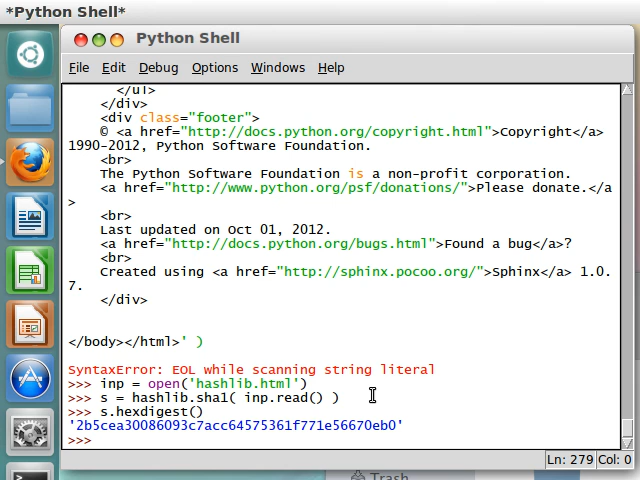 *Python Shell*
Python Shell
File Edit Debug Options Windows Help
</ul>
</div>
<div class="footer">
© <a href="http://docs.python.org/copyright.html">Copyright</a>
1990-2012, Python Software Foundation.
<br>
The Python Software Foundation is a non-profit corporation.
<a href="http://www.python.org/psf/donations/">Please donate.</a
>
<br>
Last updated on Oct 01, 2012.
<a href="http://docs.python.org/bugs.html">Found a bug</a>?
<br>
Created using <a href="http://sphinx.pocoo.org/">Sphinx</a> 1.0.
7.
</div>
</body></html>' )
SyntaxError: EOL while scanning string literal
>>> inp = open('hashlib.html')
>>> s = hashlib.sha1( inp.read() )
>>> s.hexdigest()
'2b5cea30086093c7acc64575361f771e56670eb0'
>>>
Ln: 279 Col: 0
Trash